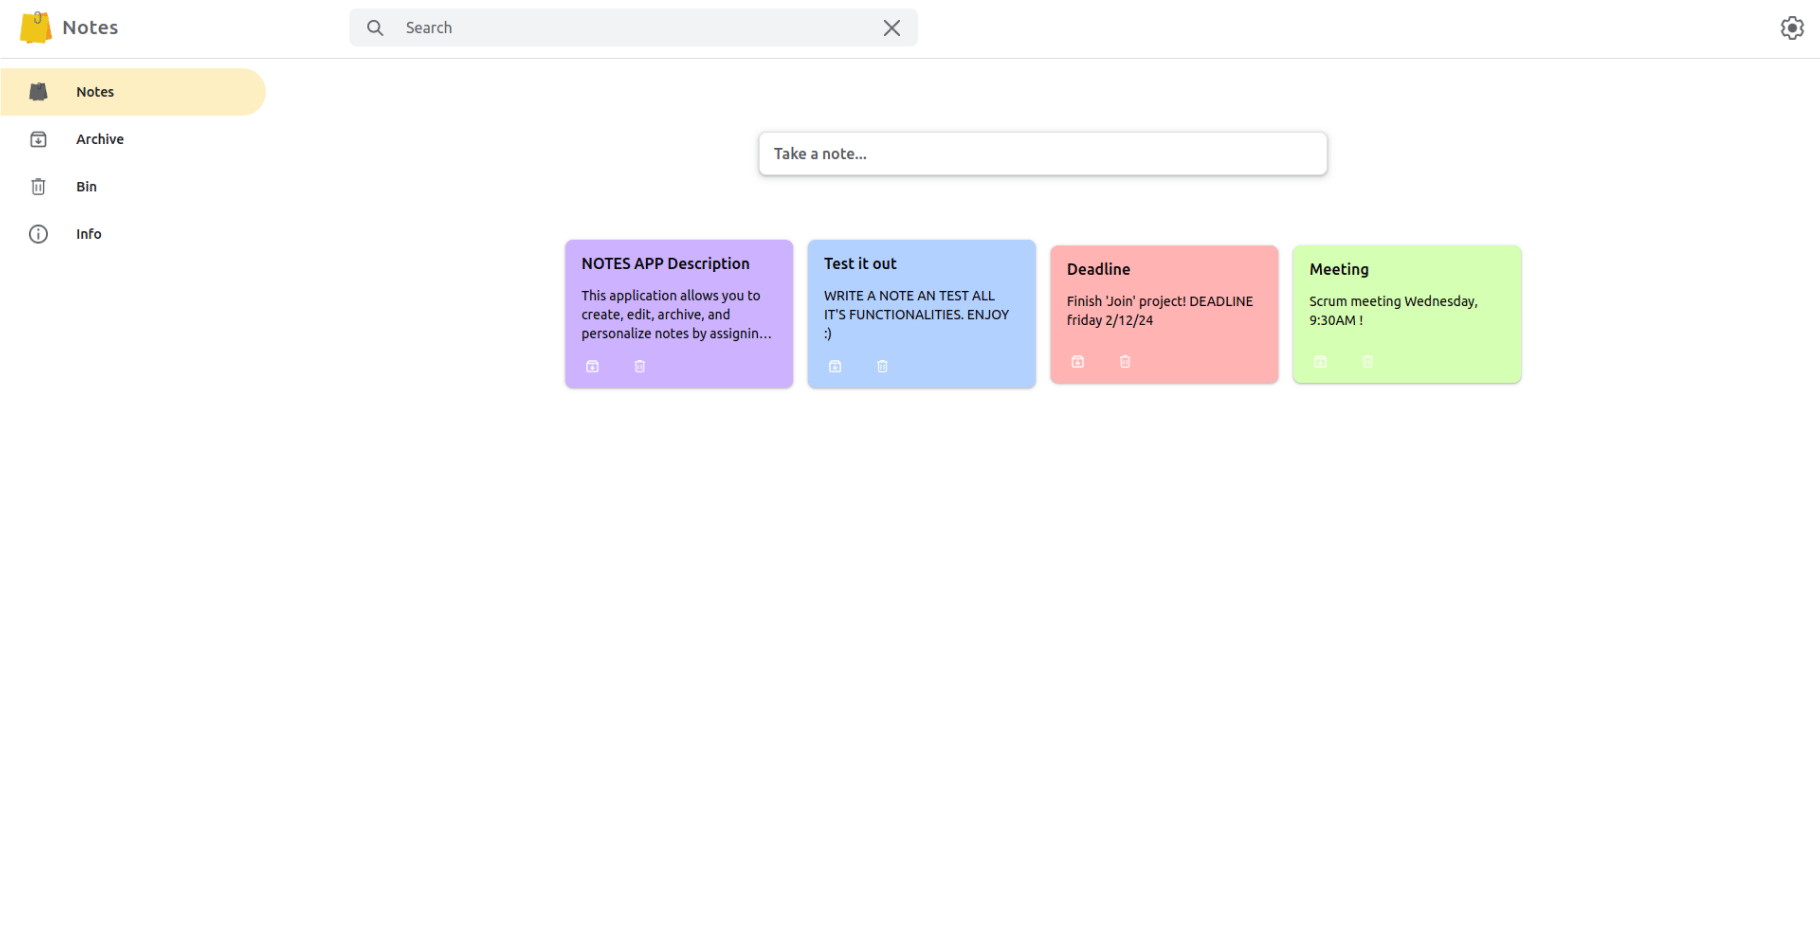 Notes
Search
Notes
Archive
Bin
Info
Take a note...
NOTES APP Description
This application allows you to
create, edit, archive, and
personalize notes by assignin...
Test it out
WRITE A NOTE AN TEST ALL
IT'S FUNCTIONALITIES. ENJOY
:)
Deadline
Finish 'Join' project! DEADLINE
friday 2/12/24
Meeting
Scrum meeting Wednesday,
9:30AM !